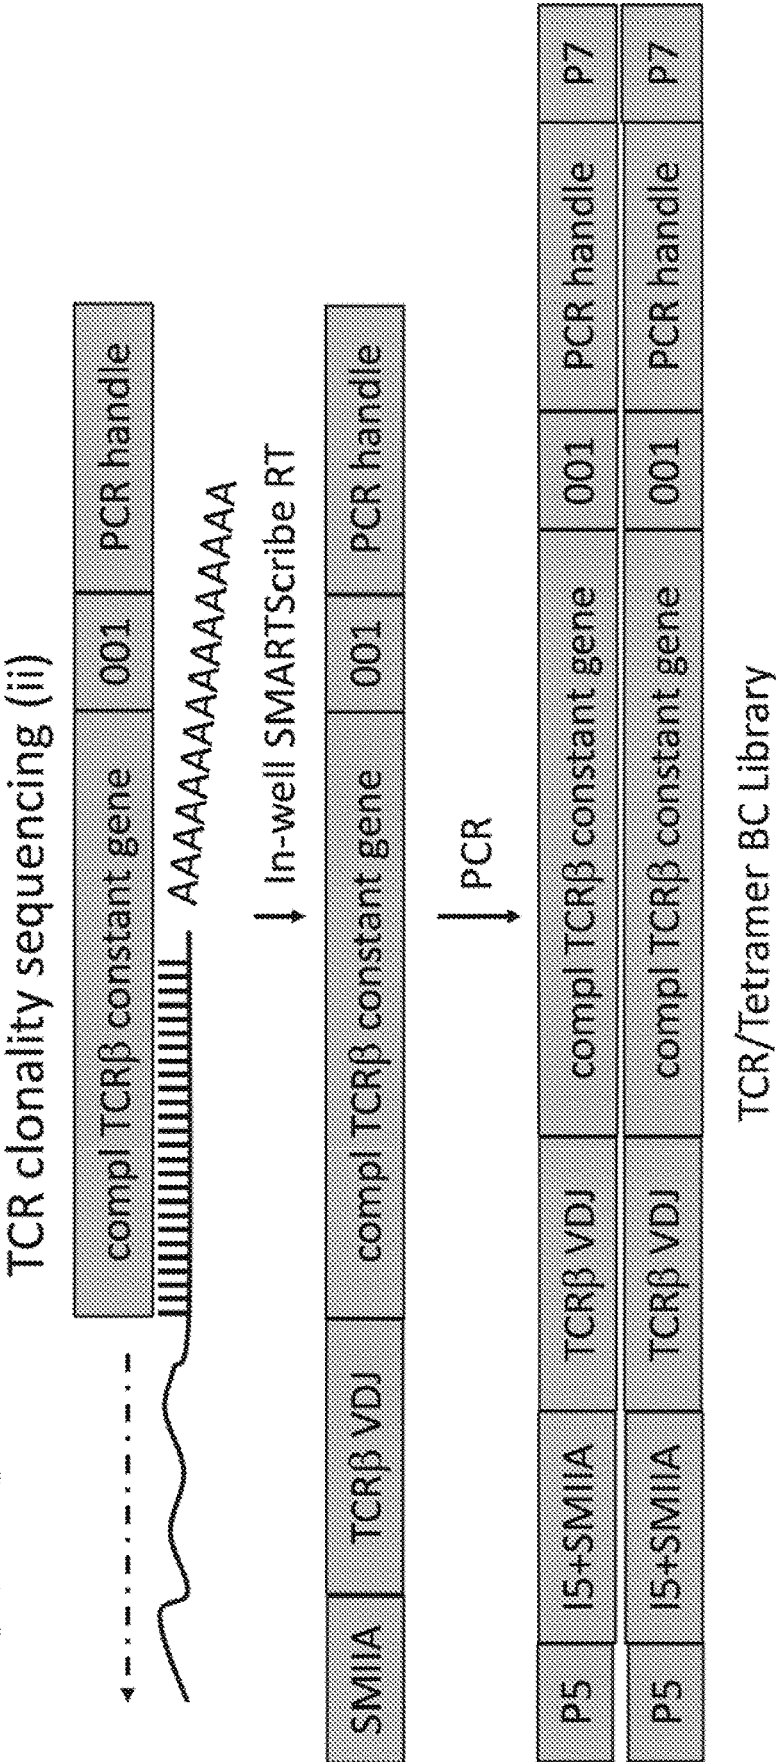 TCR clonality sequencing (ii)
compl TCRβ constant gene 001 PCR handle
AAAAAAAAAAAAAAAAA
In-well SMARTScribe RT
SMIIA TCRβ VDJ compl TCRβ constant gene 001 PCR handle
PCR
P5 I5+SMIIA TCRβ VDJ compl TCRβ constant gene 001 PCR handle P7
P5 I5+SMIIA TCRβ VDJ compl TCRβ constant gene 001 PCR handle P7
TCR/Tetramer BC Library